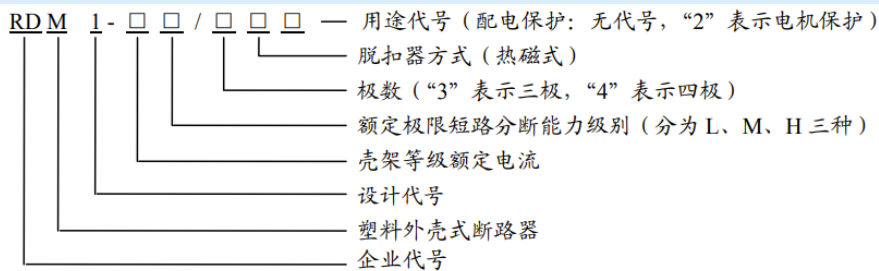 RDM 1-□□/□□□ — 用途代号（配电保护：无代号，“2”表示电机保护）
脱扣器方式（热磁式）
极数（“3”表示三极，“4”表示四极）
额定极限短路分断能力级别（分为 L、M、H 三种）
壳架等级额定电流
设计代号
塑料外壳式断路器
企业代号